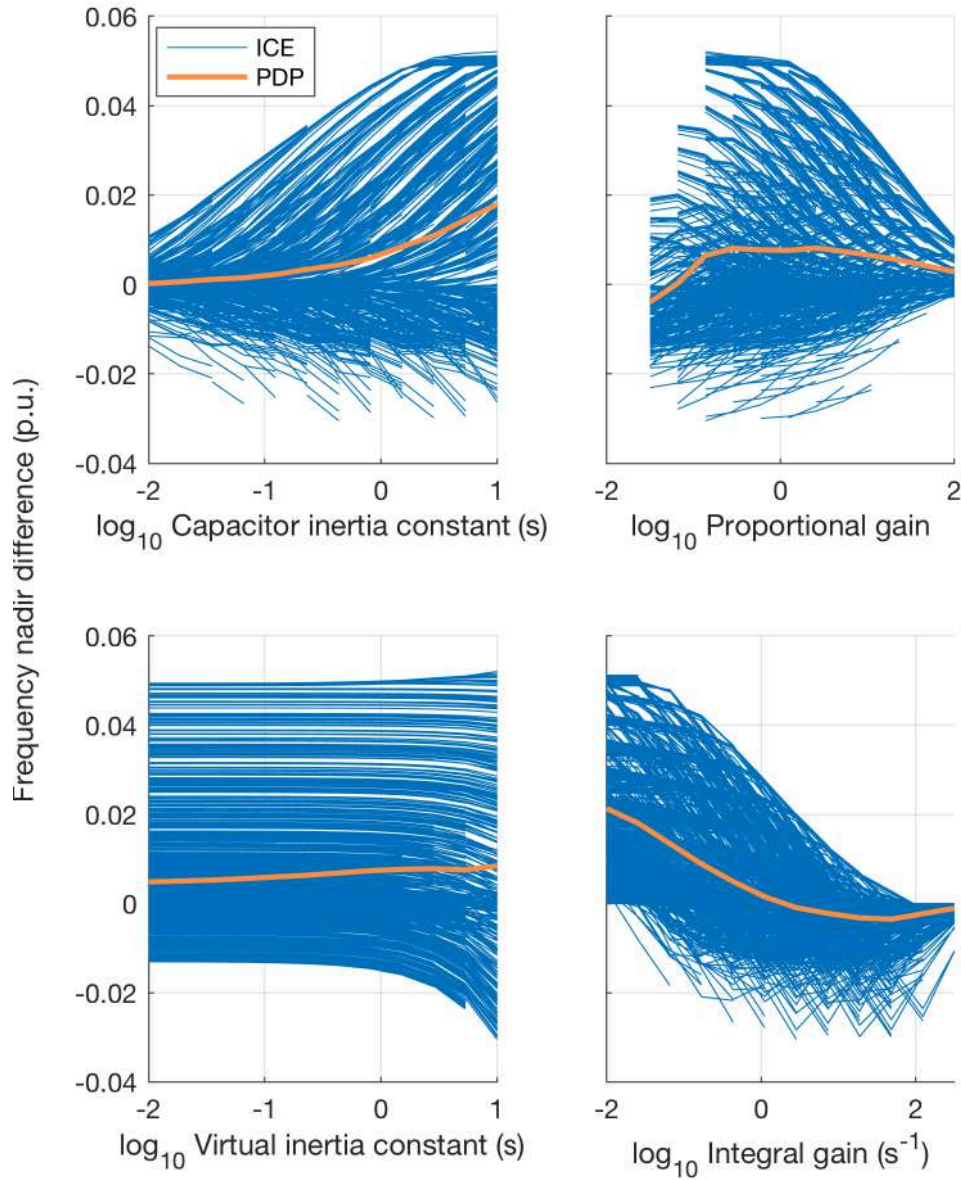 0.06
0.04
0.02
0
-0.02
-0.04
ICE
PDP
-2 -1 0 1
log10 Capacitor inertia constant (s)
-2 0 2
log10 Proportional gain
Frequency nadir difference (p.u.)
0.06
0.04
0.02
0
-0.02
-0.04
-2 -1 0 1
log10 Virtual inertia constant (s)
-2 0 2
log10 Integral gain (s-1)